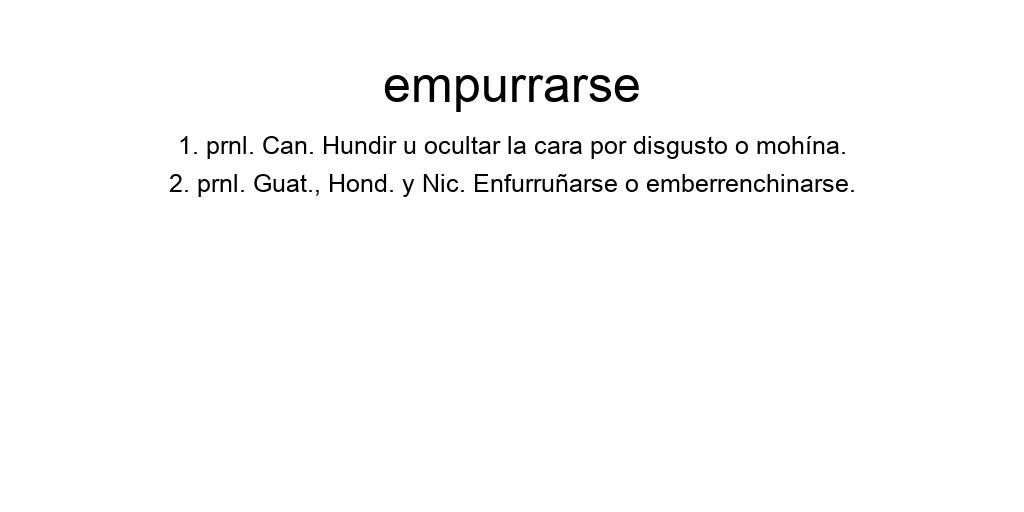 empurrarse
1. prnl. Can. Hundir u ocultar la cara por disgusto o mohína.
2. prnl. Guat., Hond. y Nic. Enfurruñarse o emberrenchinarse.